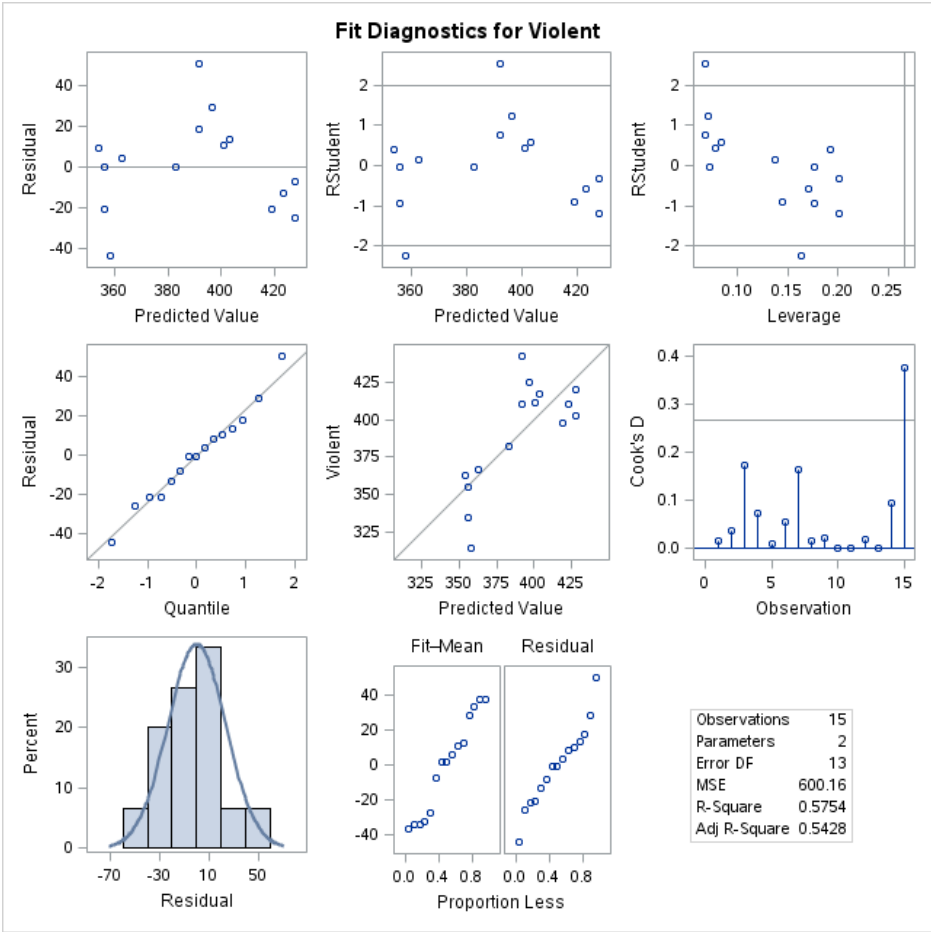 Fit Diagnostics for Violent
Residual
40
20
0
-20
-40
360 380 400 420
Predicted Value
RStudent
2
1
0
-1
-2
360 380 400 420
Predicted Value
RStudent
2
1
0
-1
-2
0.10 0.15 0.20 0.25
Leverage
Residual
40
20
0
-20
-40
-2 -1 0 1 2
Quantile
Violent
425
400
375
350
325
325 350 375 400 425
Predicted Value
Cook's D
0.4
0.3
0.2
0.1
0.0
0 5 10 15
Observation
Percent
30
20
10
0
-70 -30 10 50
Residual
Fit–Mean Residual
40
20
0
-20
-40
0.0 0.4 0.8 0.0 0.4 0.8
Proportion Less
Observations 15
Parameters 2
Error DF 13
MSE 600.16
R-Square 0.5754
Adj R-Square 0.5428